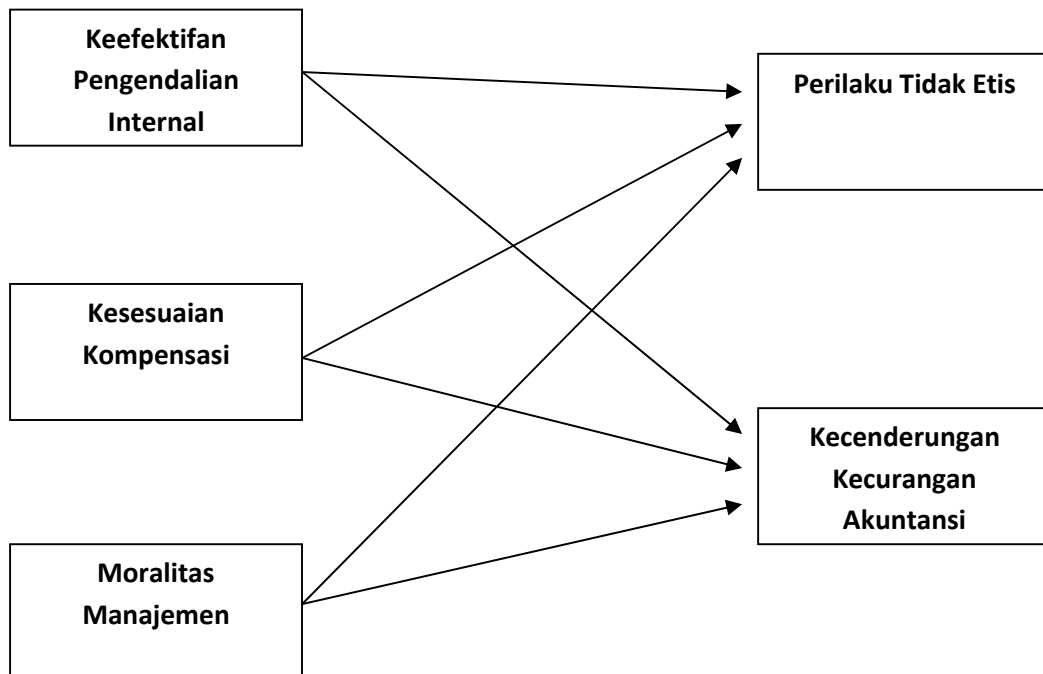 Keefektifan
Pengendalian
Internal
Perilaku Tidak Etis
Kesesuaian
Kompensasi
Kecenderungan
Kecurangan
Akuntansi
Moralitas
Manajemen